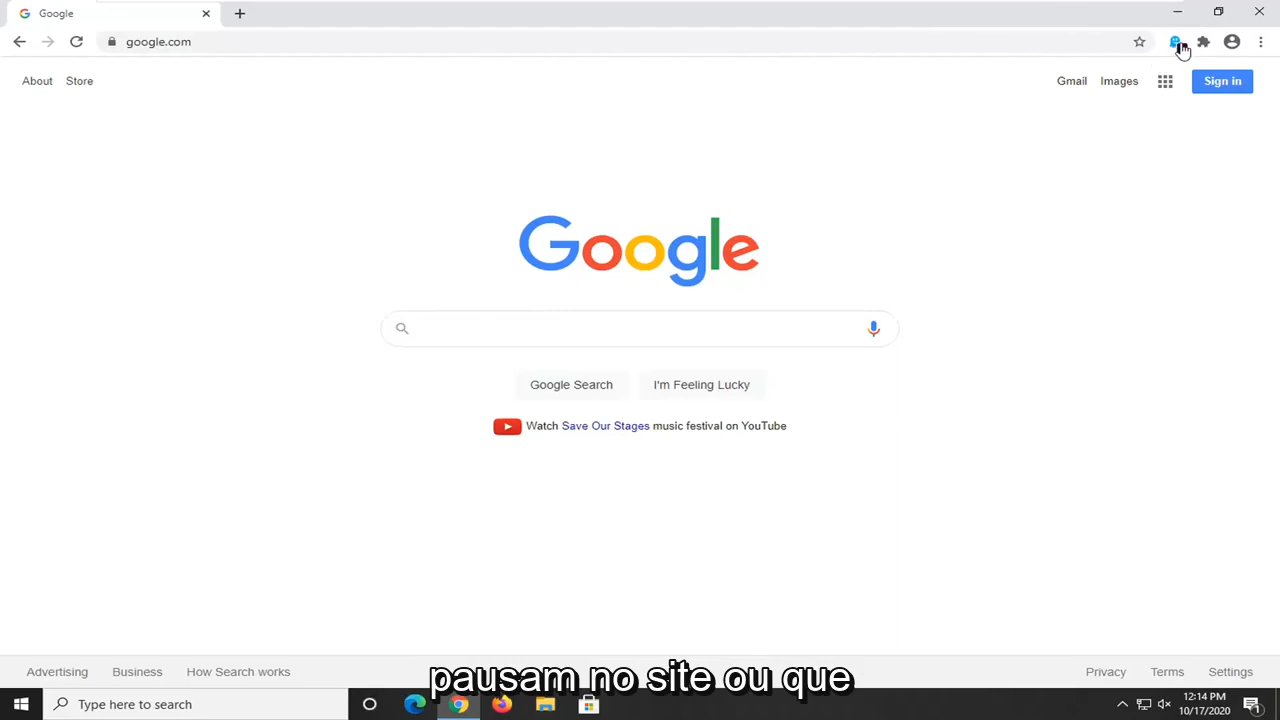 Google
google.com
About Store
Gmail Images Sign in
Google
Google Search I'm Feeling Lucky
Watch Save Our Stages music festival on YouTube
Advertising Business How Search works
Privacy Terms Settings
pausam no site ou que
Type here to search
12:14 PM
10/17/2020
1